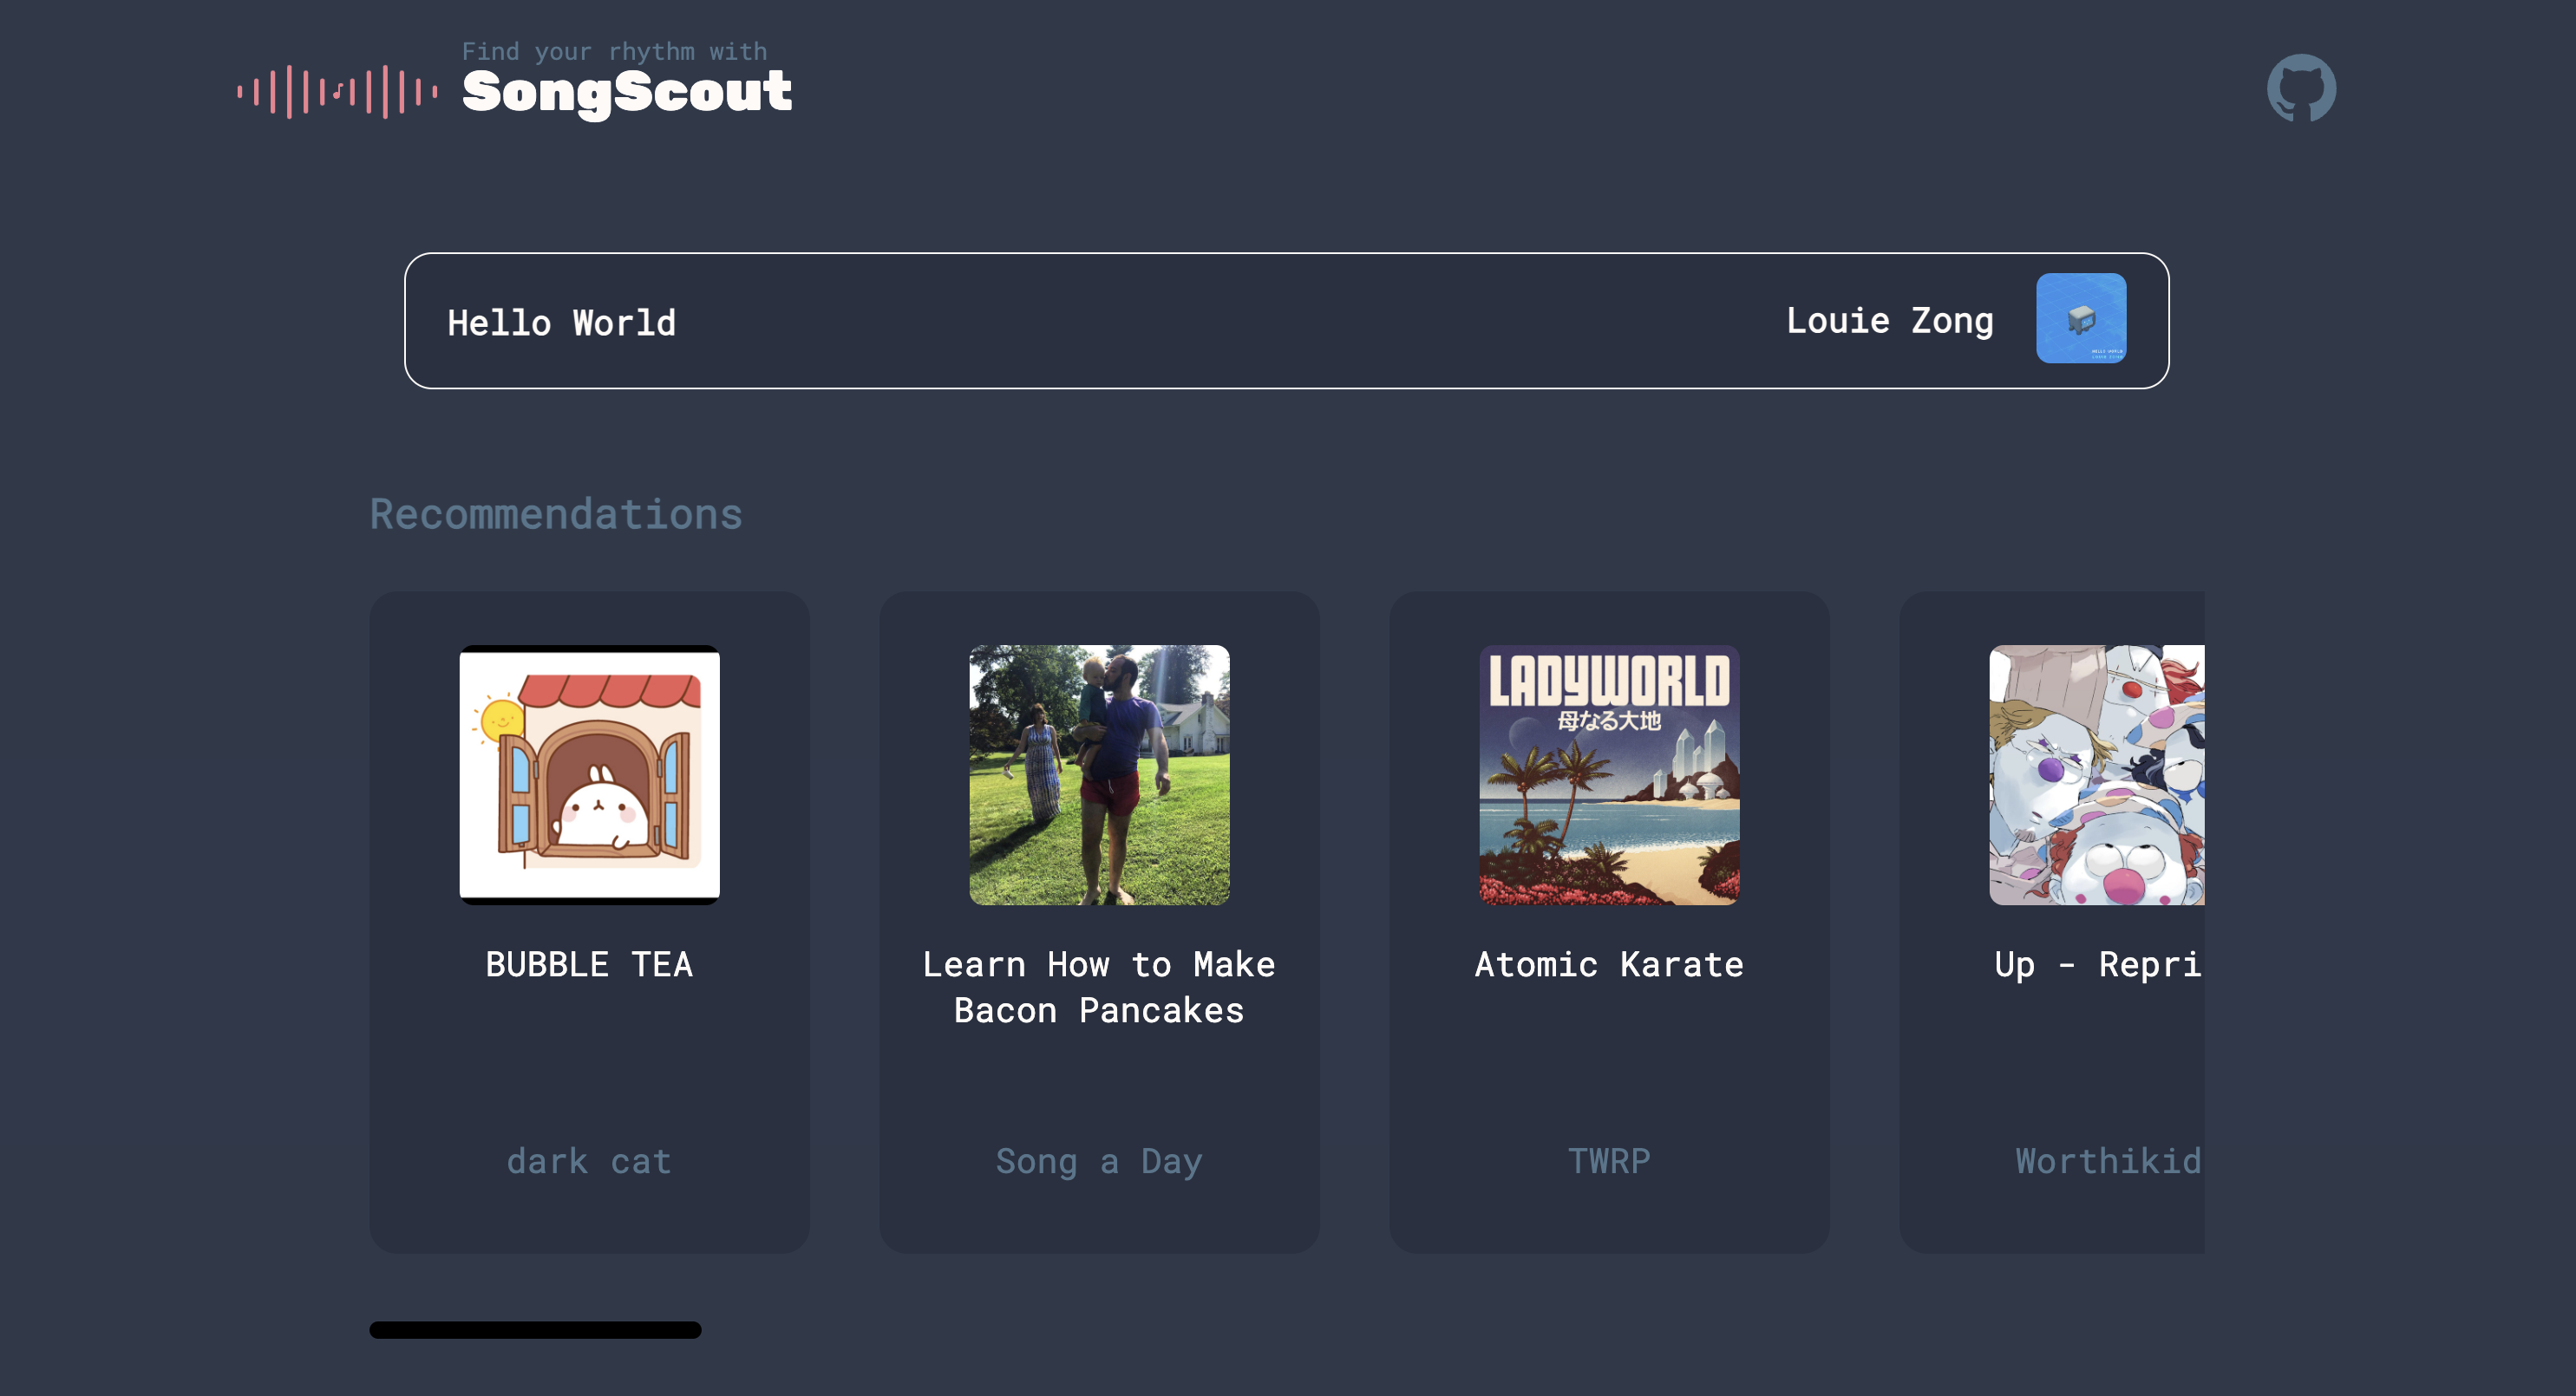 Find your rhythm with
SongScout
Hello World
Louie Zong
Recommendations
LADYWORLD
母なる大地
BUBBLE TEA
Learn How to Make
Bacon Pancakes
Atomic Karate
Up - Repri
dark cat
Song a Day
TWRP
Worthikid